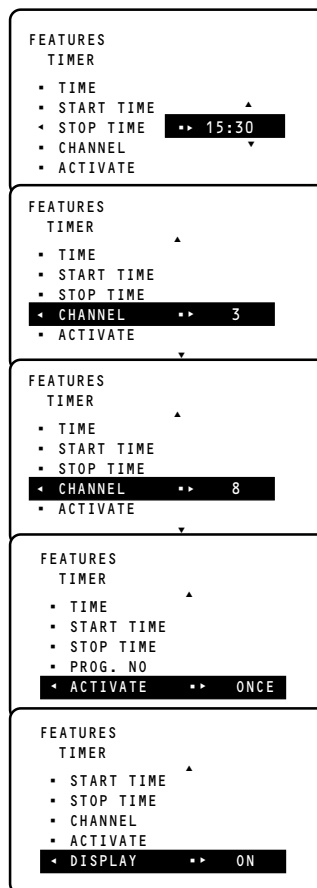 FEATURES
TIMER
▲
▪ TIME
▪ START TIME ▲
◂ STOP TIME ▪▸ 15:30
▪ CHANNEL ▼
▪ ACTIVATE
FEATURES
TIMER
▲
▪ TIME
▪ START TIME
▪ STOP TIME
◂ CHANNEL ▪▸ 3
▪ ACTIVATE
▼
FEATURES
TIMER
▲
▪ TIME
▪ START TIME
▪ STOP TIME
◂ CHANNEL ▪▸ 8
▪ ACTIVATE
▼
FEATURES
TIMER
▲
▪ TIME
▪ START TIME
▪ STOP TIME
▪ PROG. NO
◂ ACTIVATE ▪▸ ONCE
FEATURES
TIMER
▲
▪ START TIME
▪ STOP TIME
▪ CHANNEL
▪ ACTIVATE
◂ DISPLAY ▪▸ ON